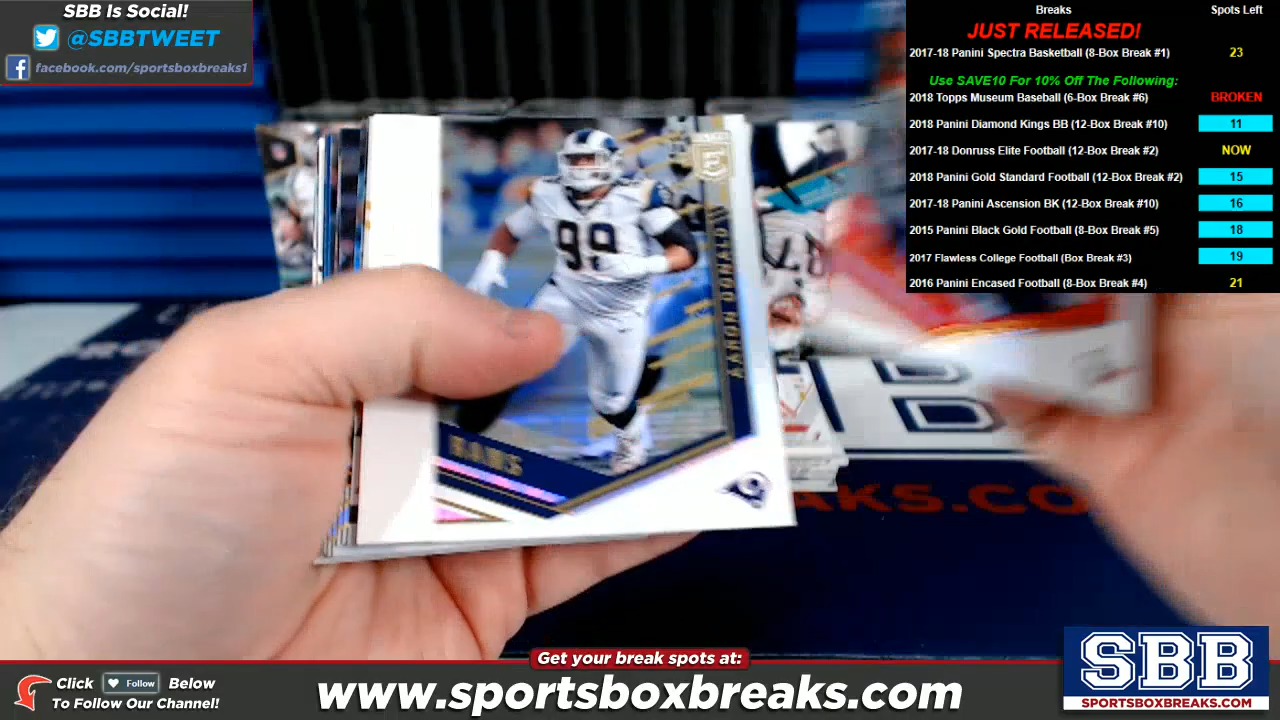 SBB Is Social!
@SBBTWEET
facebook.com/sportsboxbreaks1
Breaks Spots Left
JUST RELEASED!
2017-18 Panini Spectra Basketball (8-Box Break #1) 23
Use SAVE10 For 10% Off The Following:
2018 Topps Museum Baseball (6-Box Break #6) BROKEN
2018 Panini Diamond Kings BB (12-Box Break #10) 11
2017-18 Donruss Elite Football (12-Box Break #2) NOW
2018 Panini Gold Standard Football (12-Box Break #2) 15
2017-18 Panini Ascension BK (12-Box Break #10) 16
2015 Panini Black Gold Football (8-Box Break #5) 18
2017 Flawless College Football (Box Break #3) 19
2016 Panini Encased Football (8-Box Break #4) 21
E
99
AARON DONALD
RAMS
87
B
AKS.CO
Get your break spots at:
Click Follow Below
To Follow Our Channel!
www.sportsboxbreaks.com
SBB
SPORTSBOXBREAKS.COM